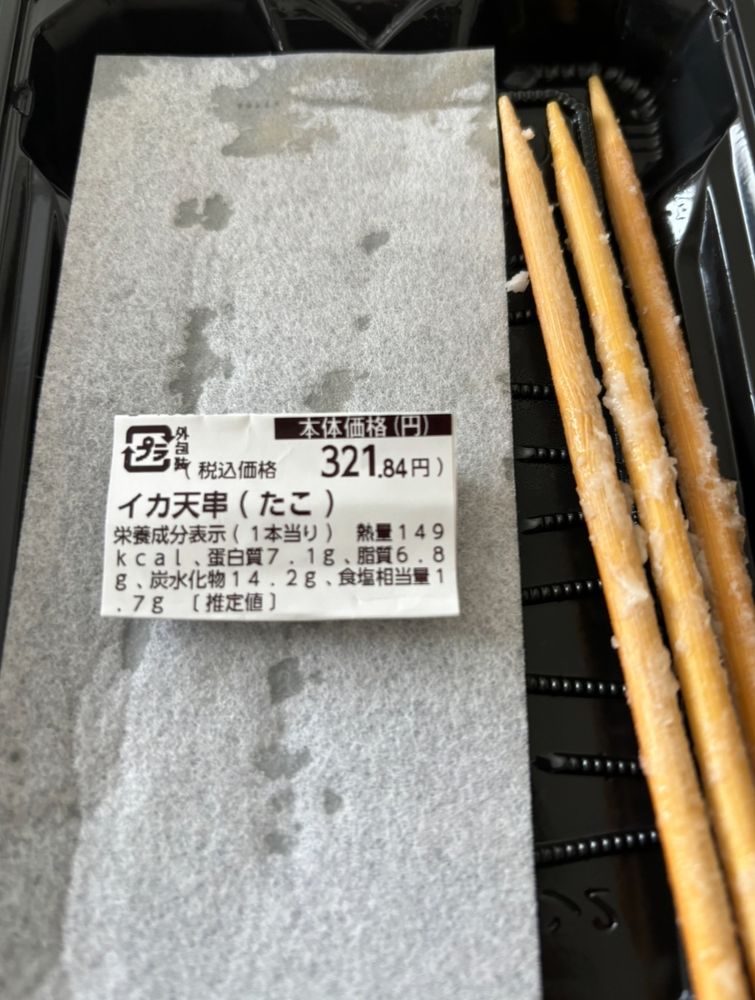 本体価格(円)
プラ 外包装
(税込価格 321.84円)
イカ天串(たこ)
栄養成分表示(1本当り) 熱量149
kcal、蛋白質7.1g、脂質6.8
g、炭水化物14.2g、食塩相当量1
.7g 〔推定値〕